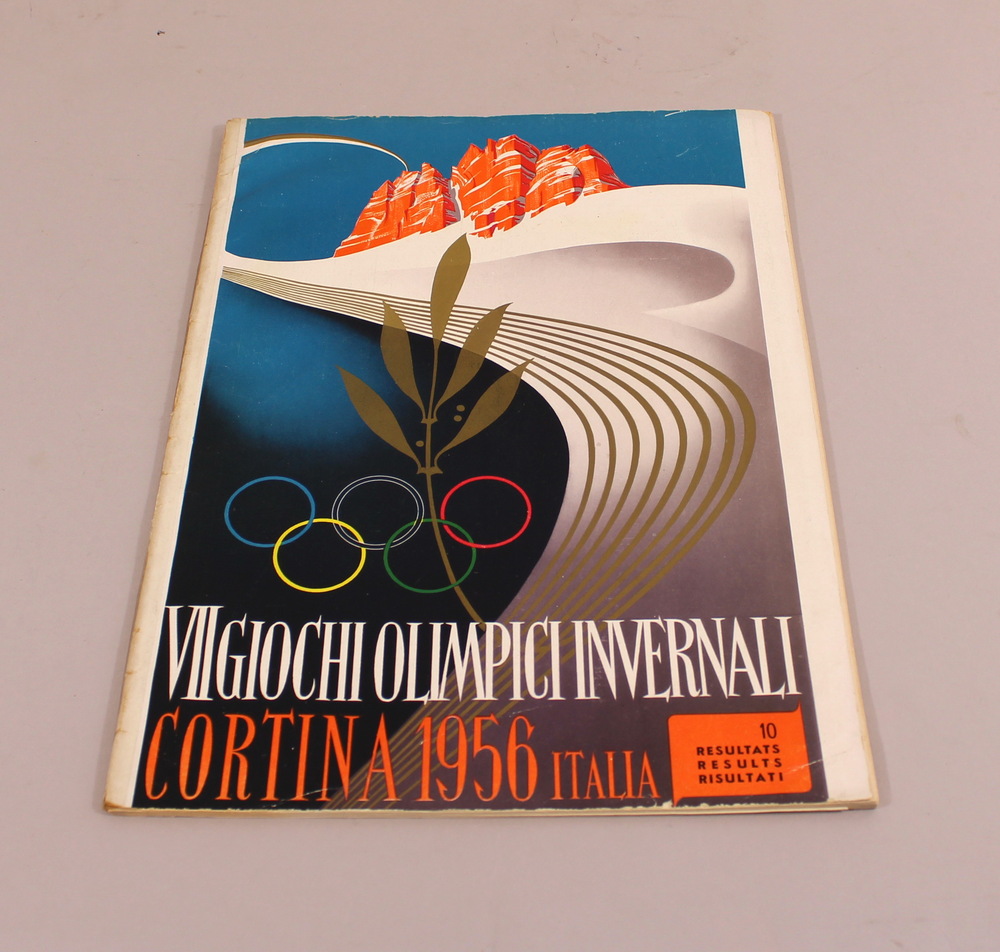 VII GIOCHI OLIMPICI INVERNALI
CORTINA 1956 ITALIA
10
RESULTATS
RESULTS
RISULTATI